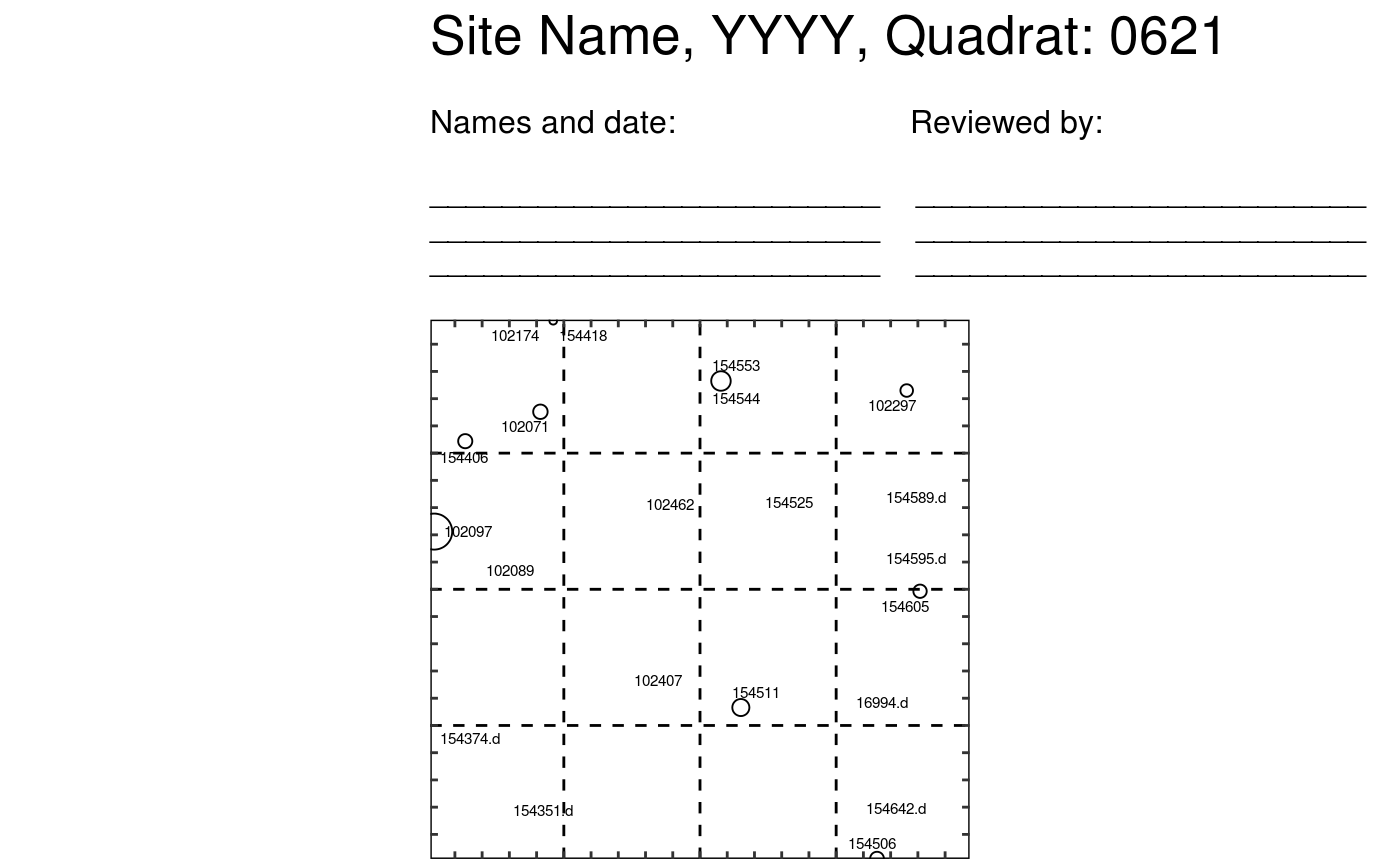 Site Name, YYYY, Quadrat: 0621
Names and date: Reviewed by:
102174 154418
154553
154544
102297
102071
154406
154589.d
102462 154525
102097
154595.d
102089
154605
102407
154511
16994.d
154374.d
154351.d 154642.d
154506